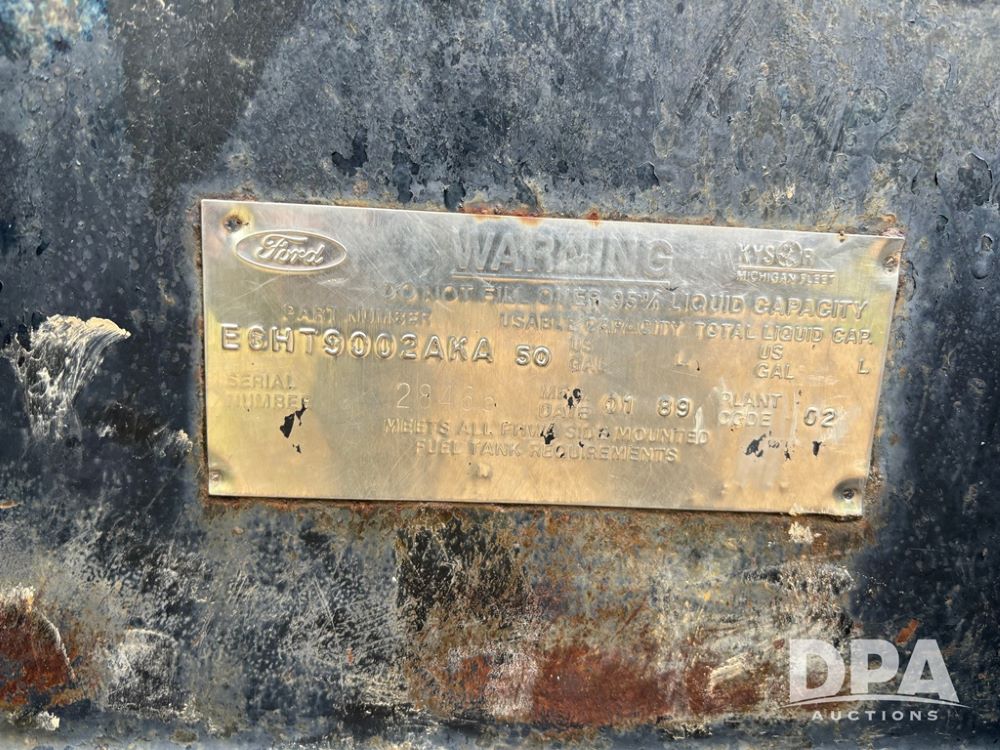 Ford WARNING KYSOR
MICHIGAN FLEET
DO NOT FILL OVER 95% LIQUID CAPACITY
PART NUMBER USABLE CAPACITY TOTAL LIQUID CAP.
E6HT9002AKA 50 US GAL L US GAL L
SERIAL NUMBER MFG. DATE 01 89 PLANT CODE 02
MEETS ALL FHWA SIDE MOUNTED
FUEL TANK REQUIREMENTS
DPA
AUCTIONS